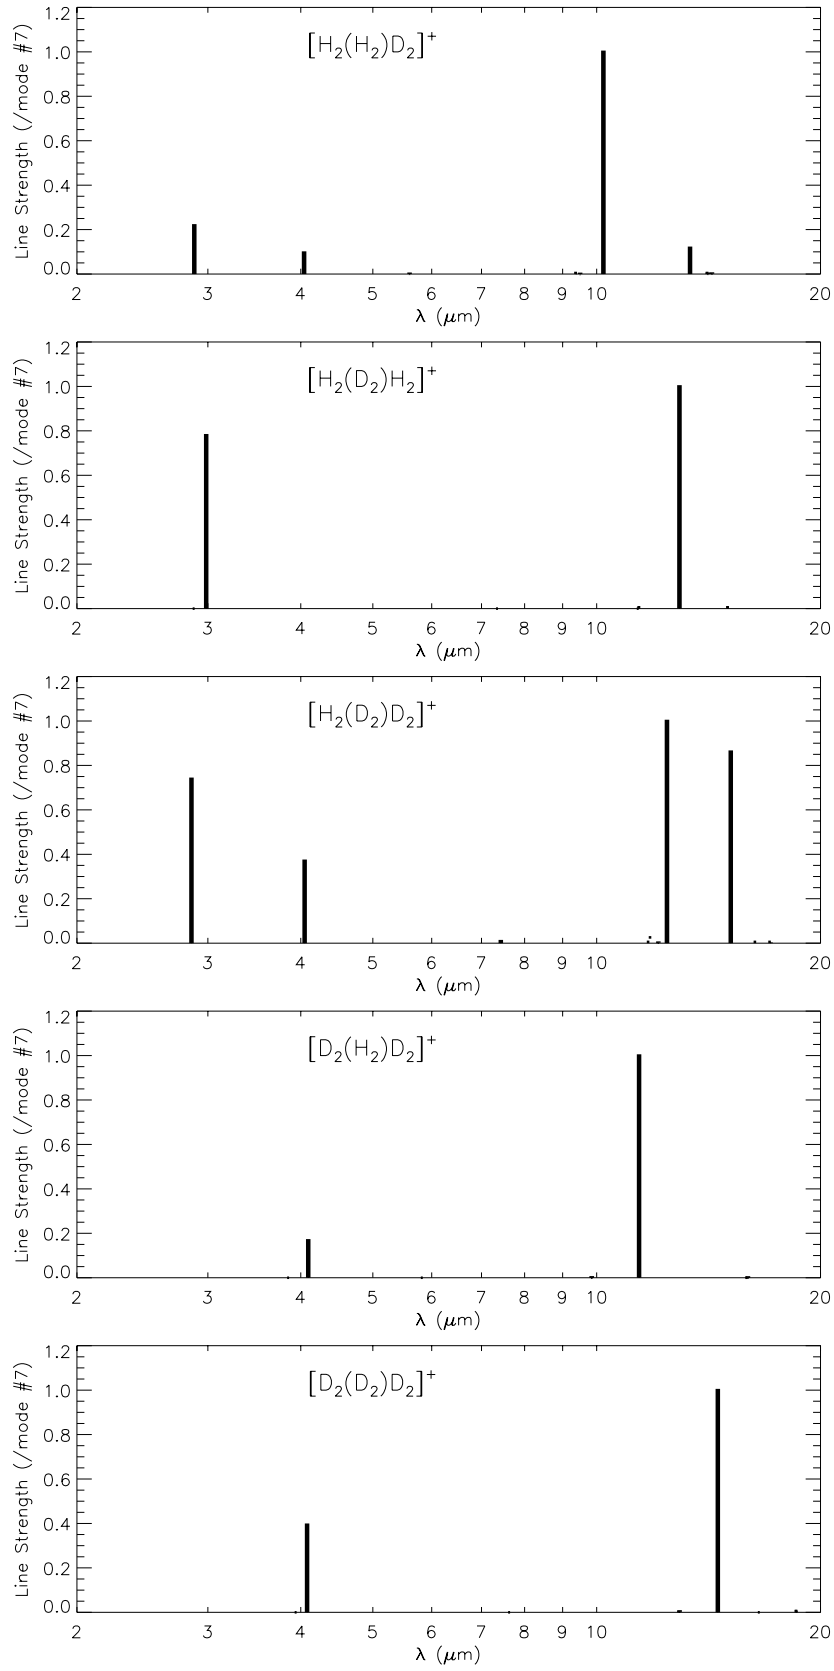 1.2
1.0
0.8
0.6
0.4
0.2
0.0
Line Strength (/mode #7)
[H₂(H₂)D₂]⁺
2 3 4 5 6 7 8 9 10 20
λ (μm)
1.2
1.0
0.8
0.6
0.4
0.2
0.0
Line Strength (/mode #7)
[H₂(D₂)H₂]⁺
2 3 4 5 6 7 8 9 10 20
λ (μm)
1.2
1.0
0.8
0.6
0.4
0.2
0.0
Line Strength (/mode #7)
[H₂(D₂)D₂]⁺
2 3 4 5 6 7 8 9 10 20
λ (μm)
1.2
1.0
0.8
0.6
0.4
0.2
0.0
Line Strength (/mode #7)
[D₂(H₂)D₂]⁺
2 3 4 5 6 7 8 9 10 20
λ (μm)
1.2
1.0
0.8
0.6
0.4
0.2
0.0
Line Strength (/mode #7)
[D₂(D₂)D₂]⁺
2 3 4 5 6 7 8 9 10 20
λ (μm)